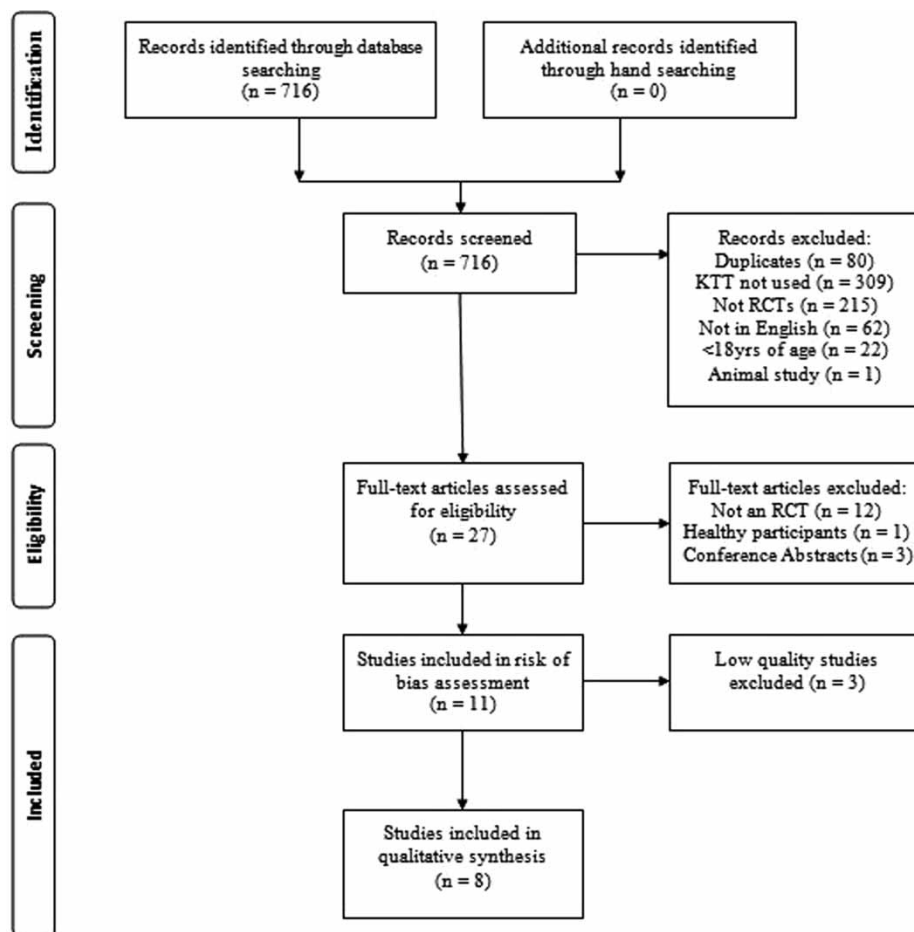 Identification
Records identified through database
searching
(n = 716)
Additional records identified
through hand searching
(n = 0)
Screening
Records screened
(n = 716)
Records excluded:
Duplicates (n = 80)
KTT not used (n = 309)
Not RCTs (n = 215)
Not in English (n = 62)
<18yrs of age (n = 22)
Animal study (n = 1)
Eligibility
Full-text articles assessed
for eligibility
(n = 27)
Full-text articles excluded:
Not an RCT (n = 12)
Healthy participants (n = 1)
Conference Abstracts (n = 3)
Included
Studies included in risk of
bias assessment
(n = 11)
Low quality studies
excluded (n = 3)
Studies included in
qualitative synthesis
(n = 8)